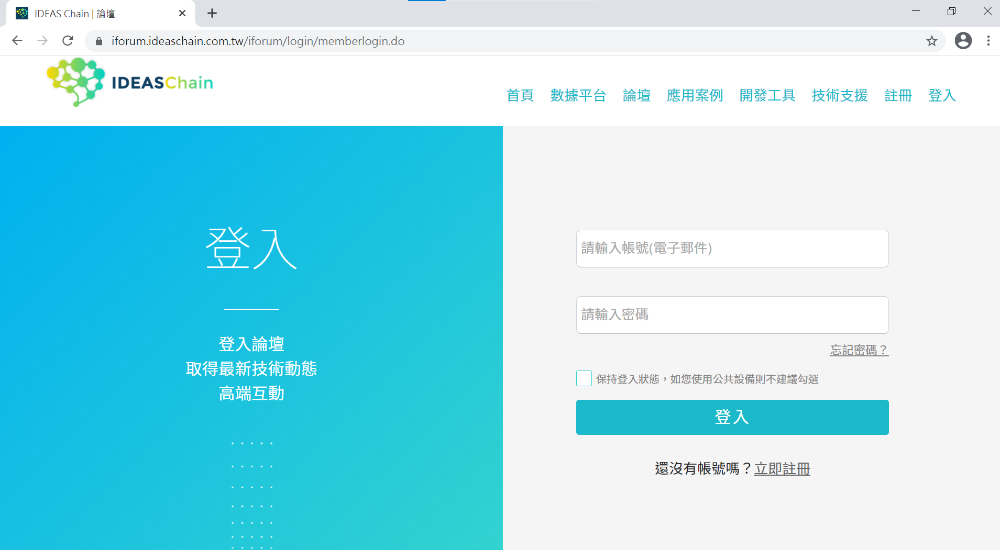 IDEAS Chain | 論壇
iforum.ideaschain.com.tw/iforum/login/memberlogin.do
IDEASChain
首頁 數據平台 論壇 應用案例 開發工具 技術支援 註冊 登入
登入
登入論壇
取得最新技術動態
高端互動
請輸入帳號(電子郵件)
請輸入密碼
忘記密碼？
保持登入狀態，如您使用公共設備則不建議勾選
登入
還沒有帳號嗎？立即註冊